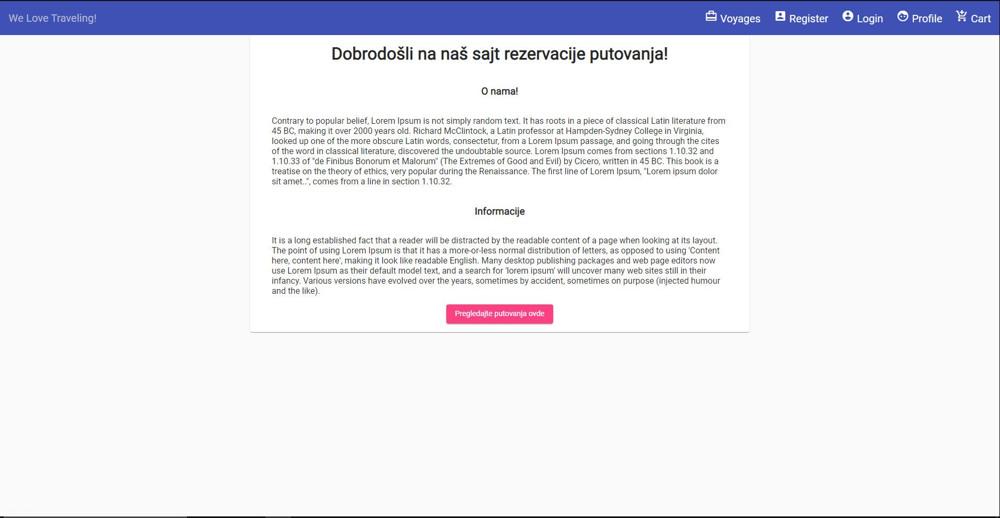 We Love Traveling!
Voyages
Register
Login
Profile
Cart
Dobrodošli na naš sajt rezervacije putovanja!
O nama!
Contrary to popular belief, Lorem Ipsum is not simply random text. It has roots in a piece of classical Latin literature from
45 BC, making it over 2000 years old. Richard McClintock, a Latin professor at Hampden-Sydney College in Virginia,
looked up one of the more obscure Latin words, consectetur, from a Lorem Ipsum passage, and going through the cites
of the word in classical literature, discovered the undoubtable source. Lorem Ipsum comes from sections 1.10.32 and
1.10.33 of "de Finibus Bonorum et Malorum" (The Extremes of Good and Evil) by Cicero, written in 45 BC. This book is a
treatise on the theory of ethics, very popular during the Renaissance. The first line of Lorem Ipsum, "Lorem ipsum dolor
sit amet..", comes from a line in section 1.10.32.
Informacije
It is a long established fact that a reader will be distracted by the readable content of a page when looking at its layout.
The point of using Lorem Ipsum is that it has a more-or-less normal distribution of letters, as opposed to using 'Content
here, content here', making it look like readable English. Many desktop publishing packages and web page editors now
use Lorem Ipsum as their default model text, and a search for 'lorem ipsum' will uncover many web sites still in their
infancy. Various versions have evolved over the years, sometimes by accident, sometimes on purpose (injected humour
and the like).
Pregledajte putovanja ovde